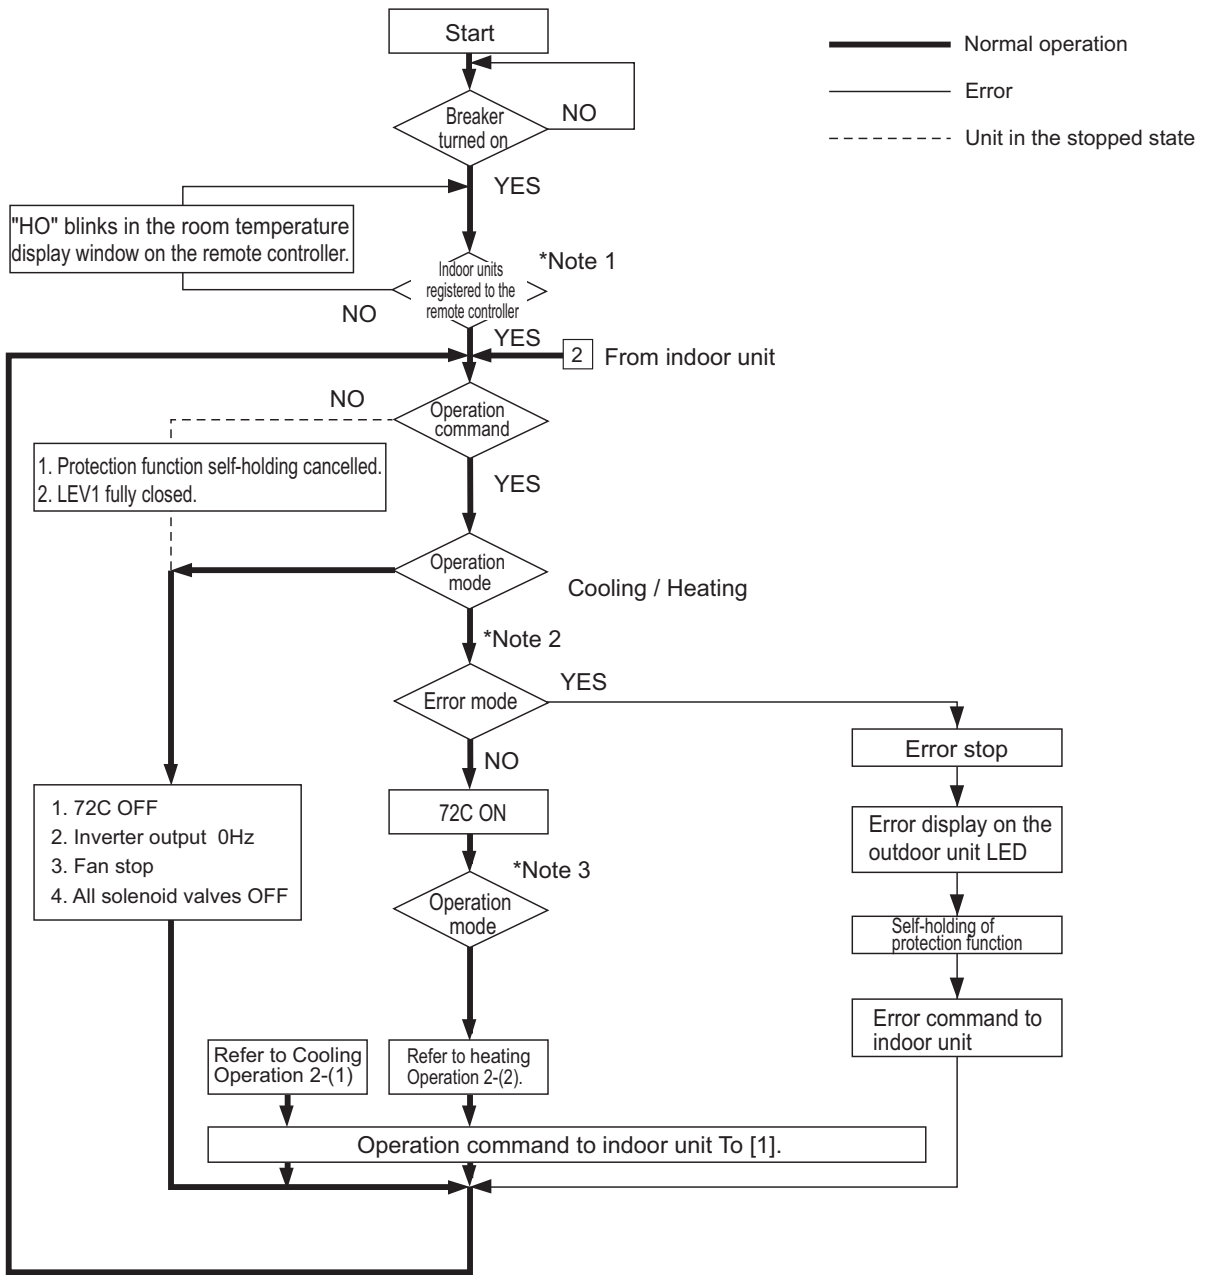 Start
Normal operation
Error
Unit in the stopped state
Breaker
turned on
NO
YES
"HO" blinks in the room temperature
display window on the remote controller.
*Note 1
Indoor units
registered to the
remote controller
NO
YES
2
From indoor unit
NO
Operation
command
1. Protection function self-holding cancelled.
2. LEV1 fully closed.
YES
Operation
mode
Cooling / Heating
*Note 2
YES
Error mode
NO
Error stop
1. 72C OFF
2. Inverter output 0Hz
3. Fan stop
4. All solenoid valves OFF
72C ON
Error display on the
outdoor unit LED
*Note 3
Operation
mode
Self-holding of
protection function
Error command to
indoor unit
Refer to Cooling
Operation 2-(1)
Refer to heating
Operation 2-(2).
Operation command to indoor unit To [1].